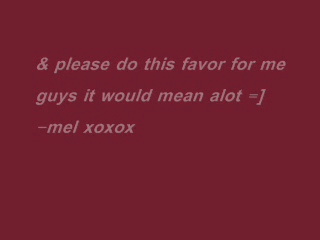 & please do this favor for me
guys it would mean alot =]
-mel xoxox